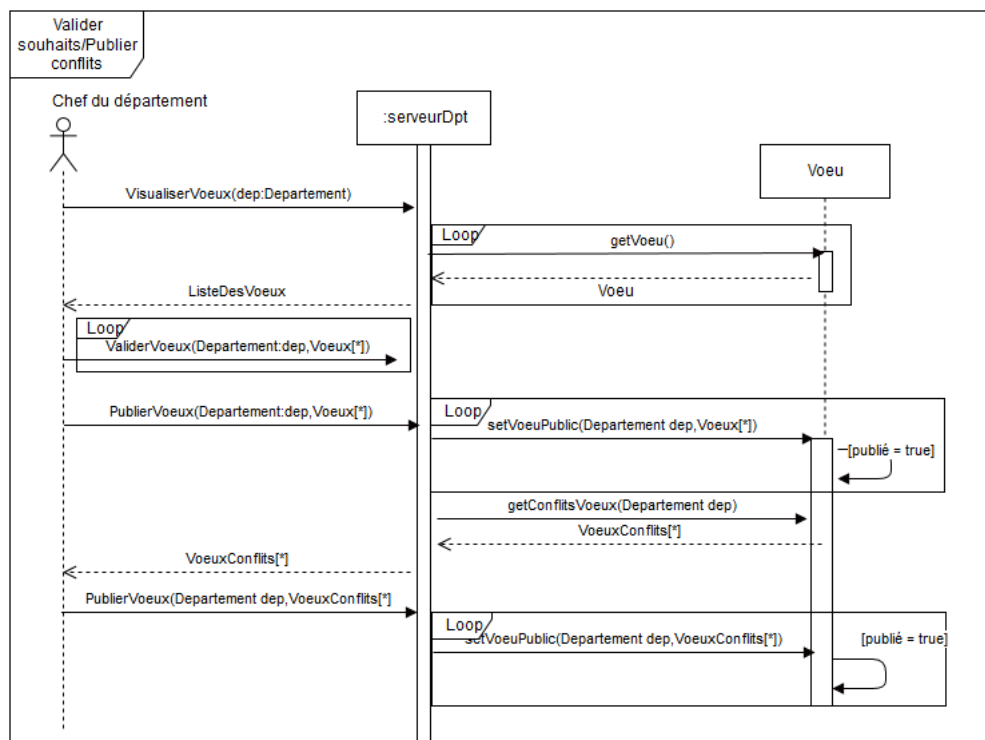 Valider
souhaits/Publier
conflits
Chef du département
:serveurDpt
Voeu
VisualiserVoeux(dep:Departement)
Loop
getVoeu()
Voeu
ListeDesVoeux
Loop
ValiderVoeux(Departement:dep,Voeux[*])
PublierVoeux(Departement:dep,Voeux[*])
Loop
setVoeuPublic(Departement dep,Voeux[*])
[publié = true]
getConflitsVoeux(Departement dep)
VoeuxConflits[*]
VoeuxConflits[*]
PublierVoeux(Departement dep,VoeuxConflits[*]
Loop
setVoeuPublic(Departement dep,VoeuxConflits[*])
[publié = true]